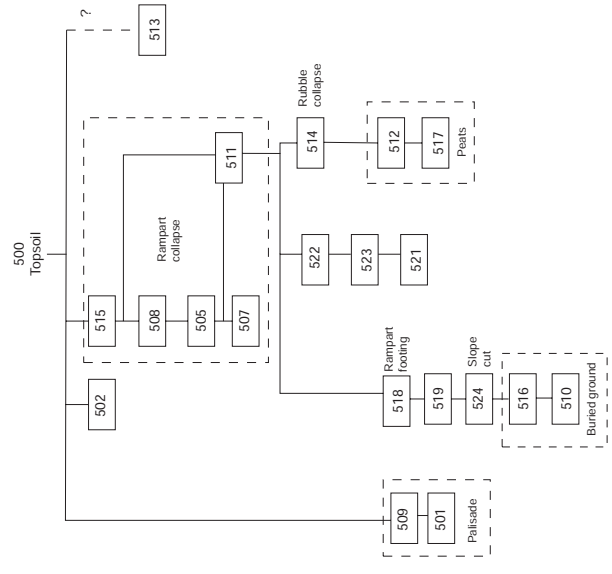 500
Topsoil
?
513
515
508
505
507
Rampart
collapse
511
502
Rubble
collapse
514
512
517
Peats
522
523
521
Rampart
footing
518
519
Slope
cut
524
516
510
Buried ground
509
501
Palisade